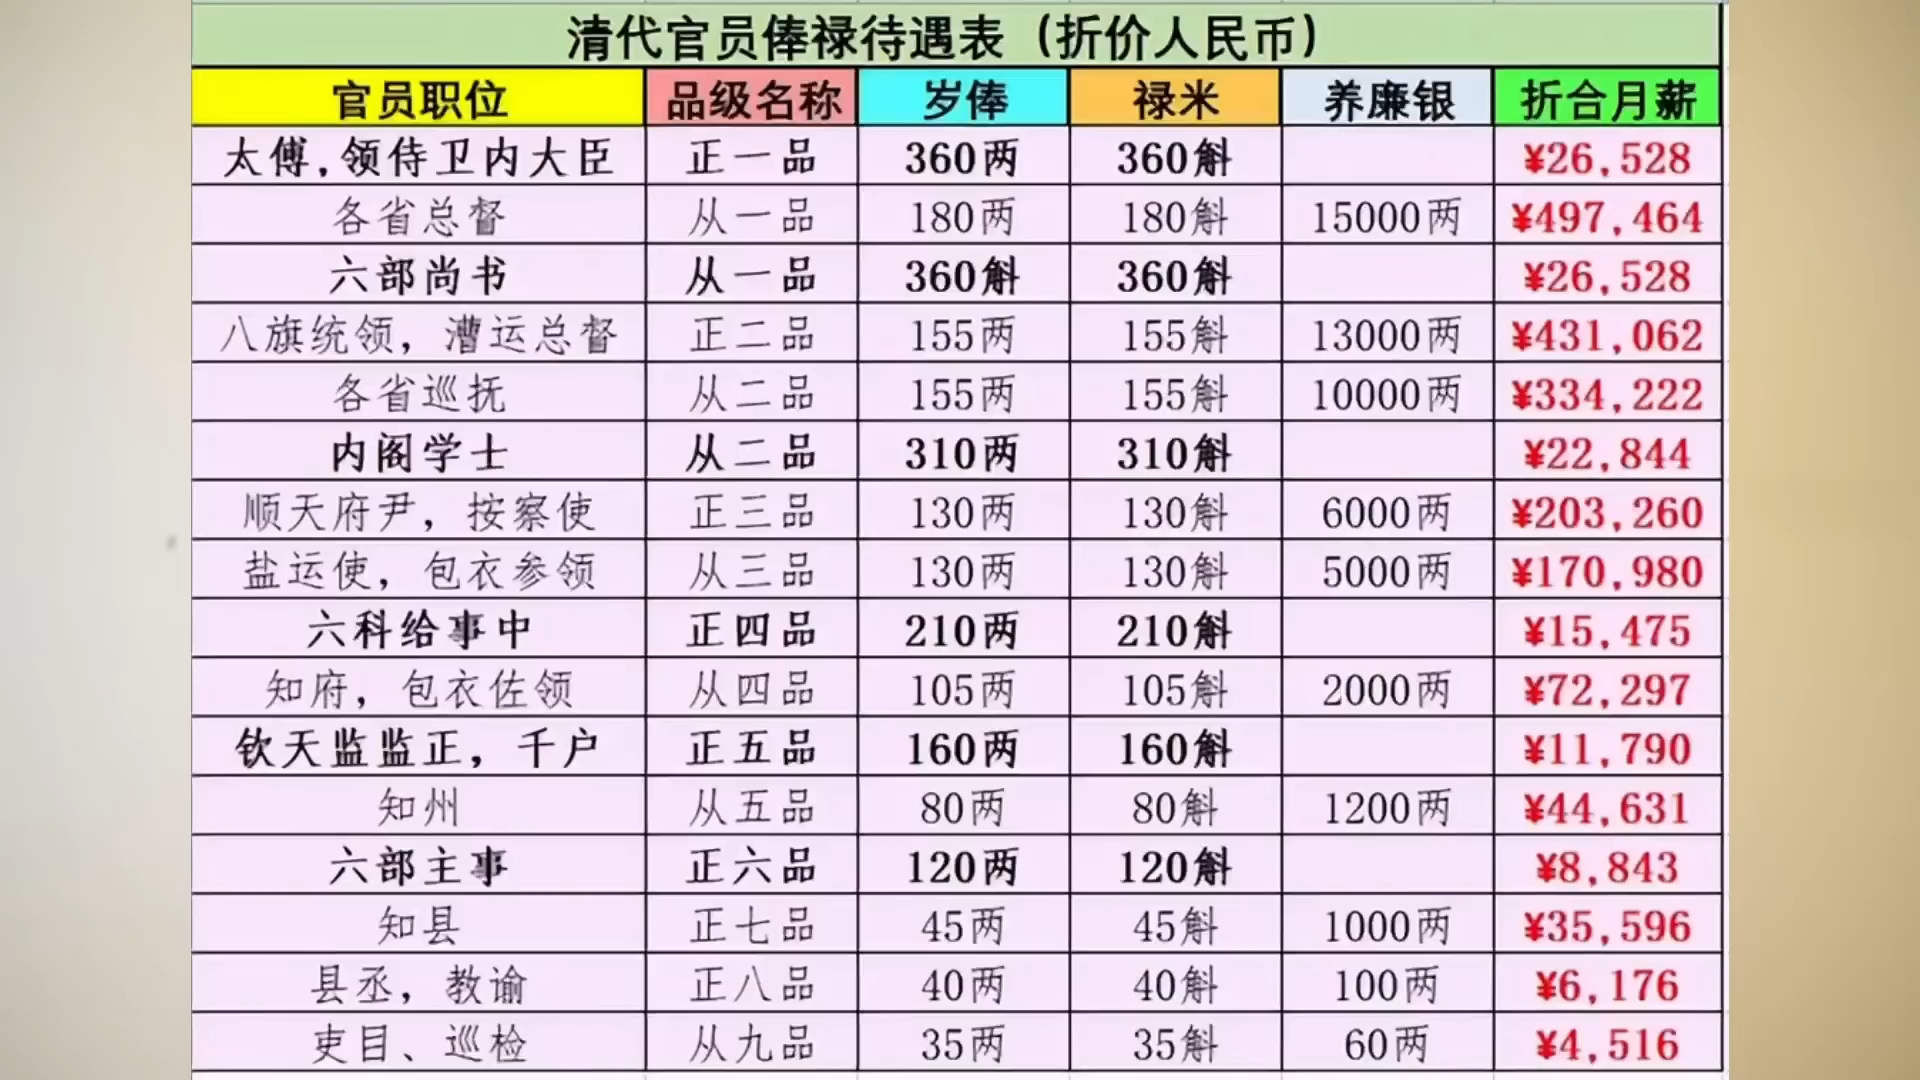 清代官员俸禄待遇表（折价人民币）
官员职位 品级名称 岁俸 禄米 养廉银 折合月薪
太傅,领侍卫内大臣 正一品 360两 360斛 ¥26,528
各省总督 从一品 180两 180斛 15000两 ¥497,464
六部尚书 从一品 360斛 360斛 ¥26,528
八旗统领，漕运总督 正二品 155两 155斛 13000两 ¥431,062
各省巡抚 从二品 155两 155斛 10000两 ¥334,222
内阁学士 从二品 310两 310斛 ¥22,844
顺天府尹，按察使 正三品 130两 130斛 6000两 ¥203,260
盐运使，包衣参领 从三品 130两 130斛 5000两 ¥170,980
六科给事中 正四品 210两 210斛 ¥15,475
知府，包衣佐领 从四品 105两 105斛 2000两 ¥72,297
钦天监监正，千户 正五品 160两 160斛 ¥11,790
知州 从五品 80两 80斛 1200两 ¥44,631
六部主事 正六品 120两 120斛 ¥8,843
知县 正七品 45两 45斛 1000两 ¥35,596
县丞，教谕 正八品 40两 40斛 100两 ¥6,176
吏目、巡检 从九品 35两 35斛 60两 ¥4,516